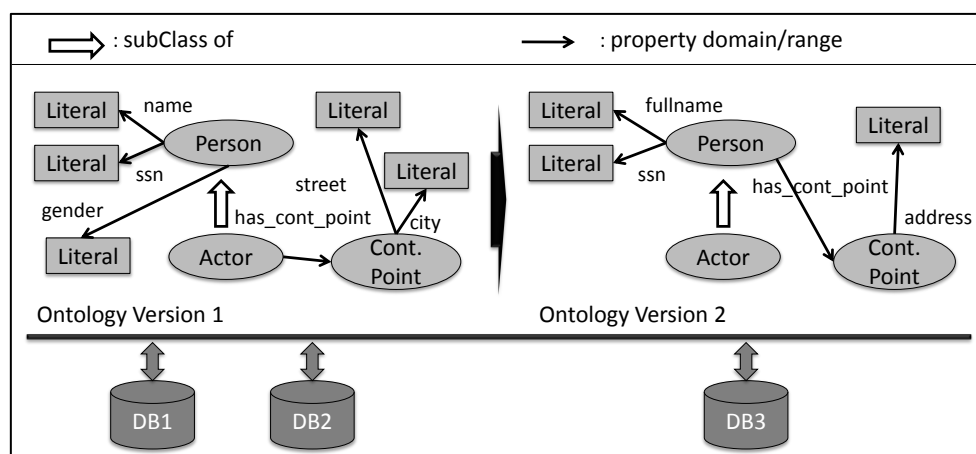 : subClass of
: property domain/range
Literal
name
Person
Literal
ssn
gender
Literal
Actor
has_cont_point
street
Literal
Literal
city
Cont.
Point
Literal
fullname
Person
Literal
ssn
has_cont_point
Literal
address
Actor
Cont.
Point
Ontology Version 1
Ontology Version 2
DB1
DB2
DB3